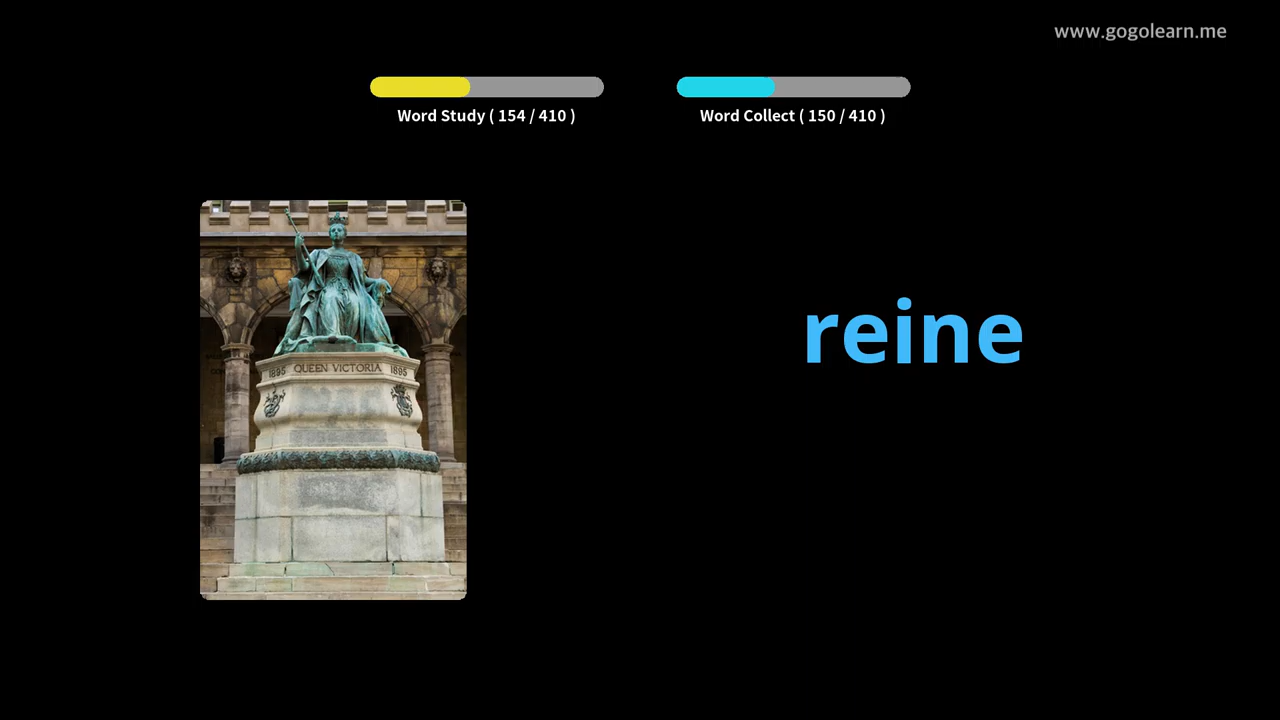 www.gogolearn.me
Word Study ( 154 / 410 )
Word Collect ( 150 / 410 )
1895 QUEEN VICTORIA 1895
reine